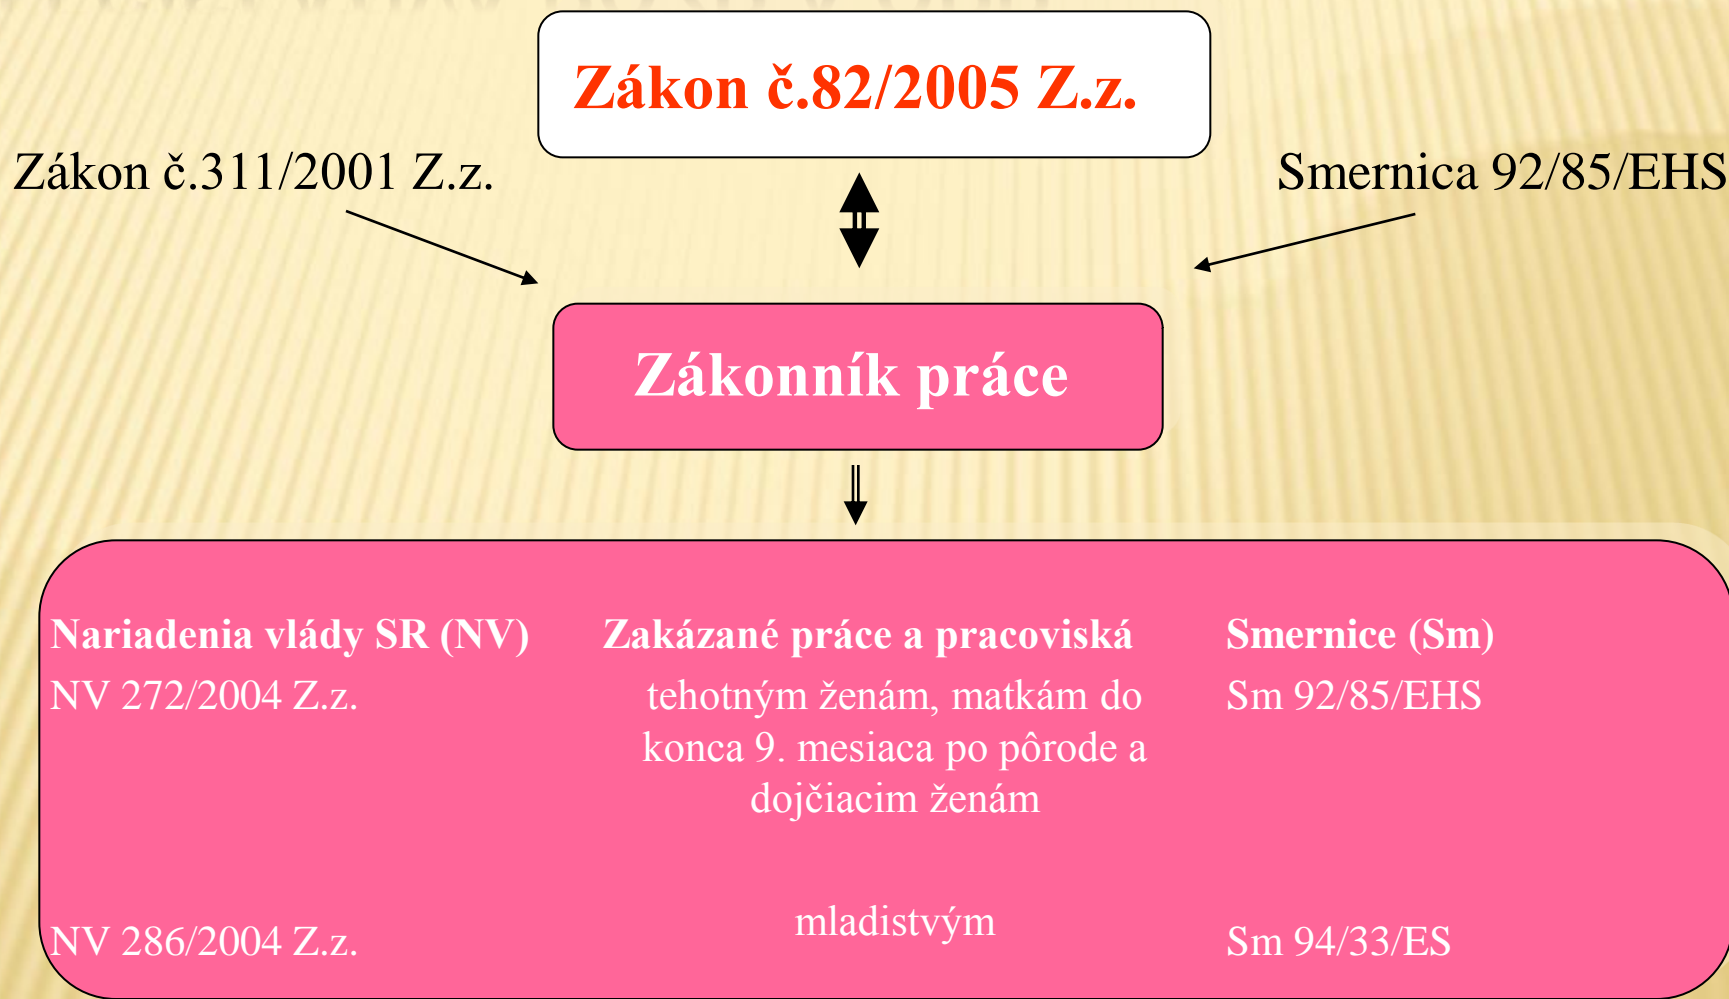 Zákon č.82/2005 Z.z.
Zákon č.311/2001 Z.z.
Smernica 92/85/EHS
Zákonník práce
Nariadenia vlády SR (NV)
Zakázané práce a pracoviská
Smernice (Sm)
NV 272/2004 Z.z.
tehotným ženám, matkám do
konca 9. mesiaca po pôrode a
dojčiacim ženám
Sm 92/85/EHS
NV 286/2004 Z.z.
mladistvým
Sm 94/33/ES